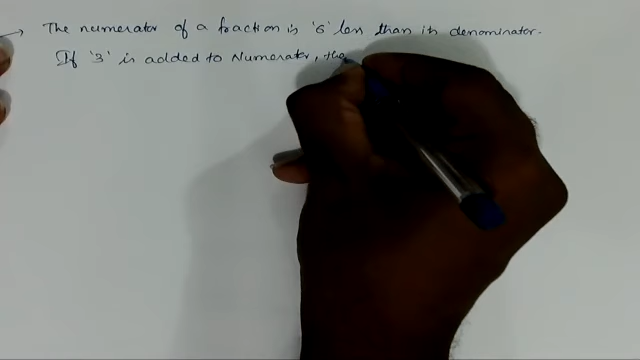 The numerator of a fraction is '6' less than its denominator.
If '3' is added to Numerator, the